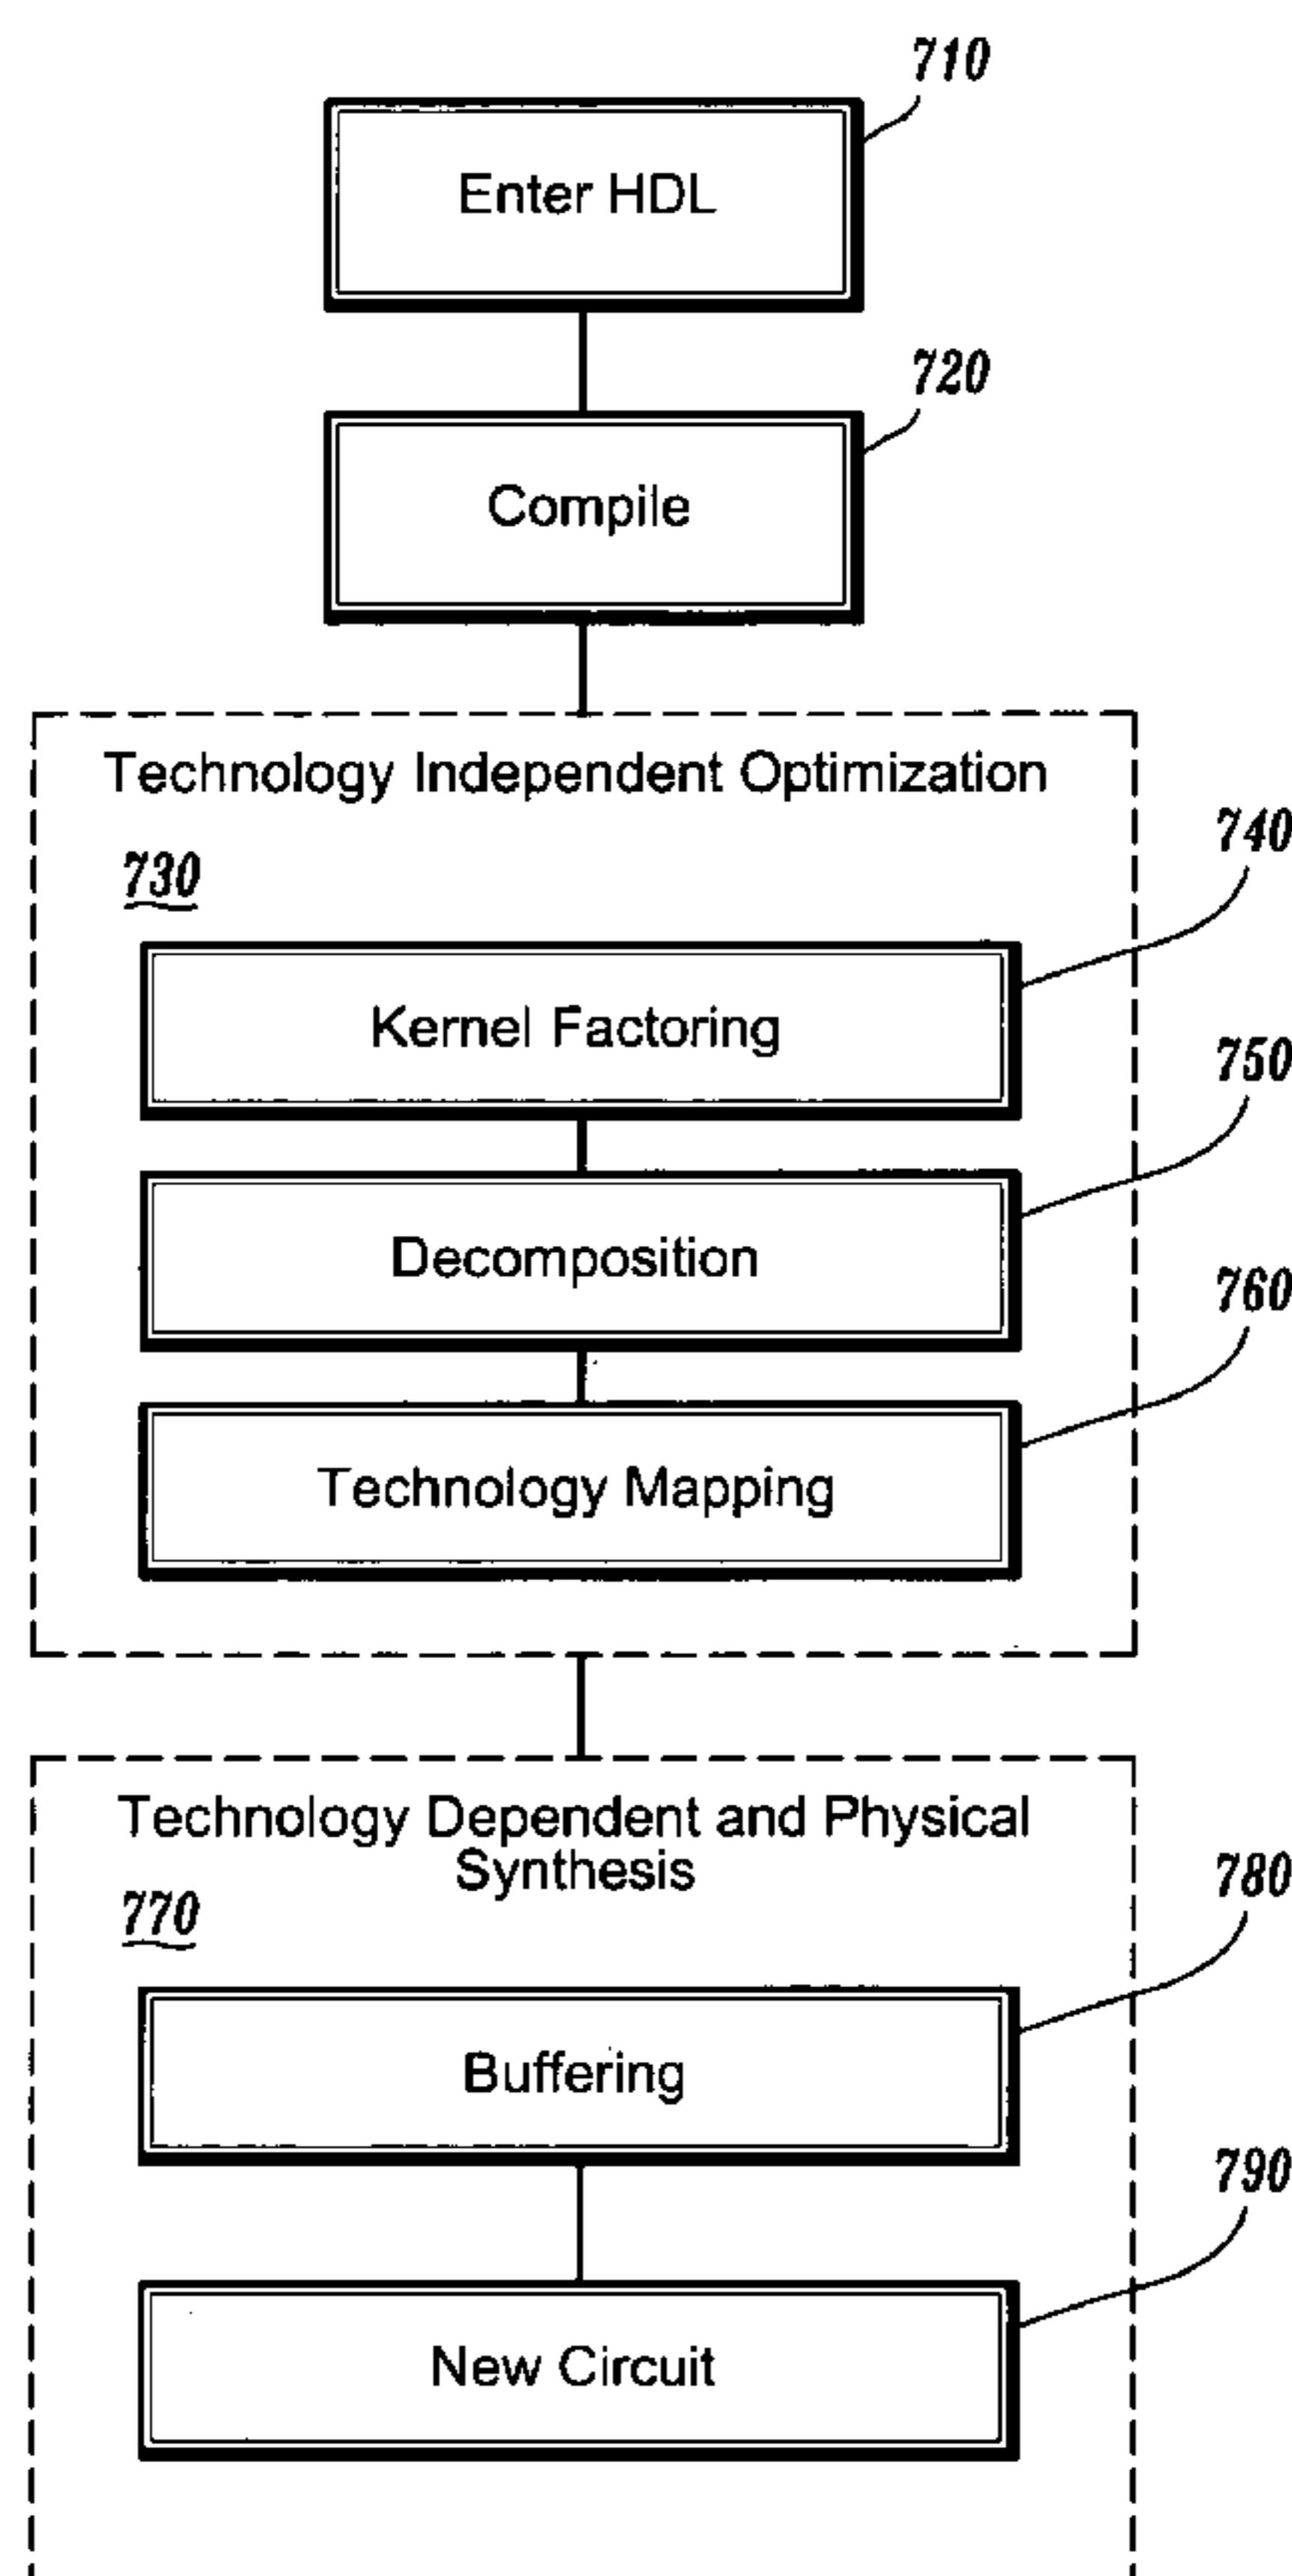 710
Enter HDL
720
Compile
Technology Independent Optimization
730
740
Kernel Factoring
750
Decomposition
760
Technology Mapping
Technology Dependent and Physical
Synthesis
770
780
Buffering
790
New Circuit